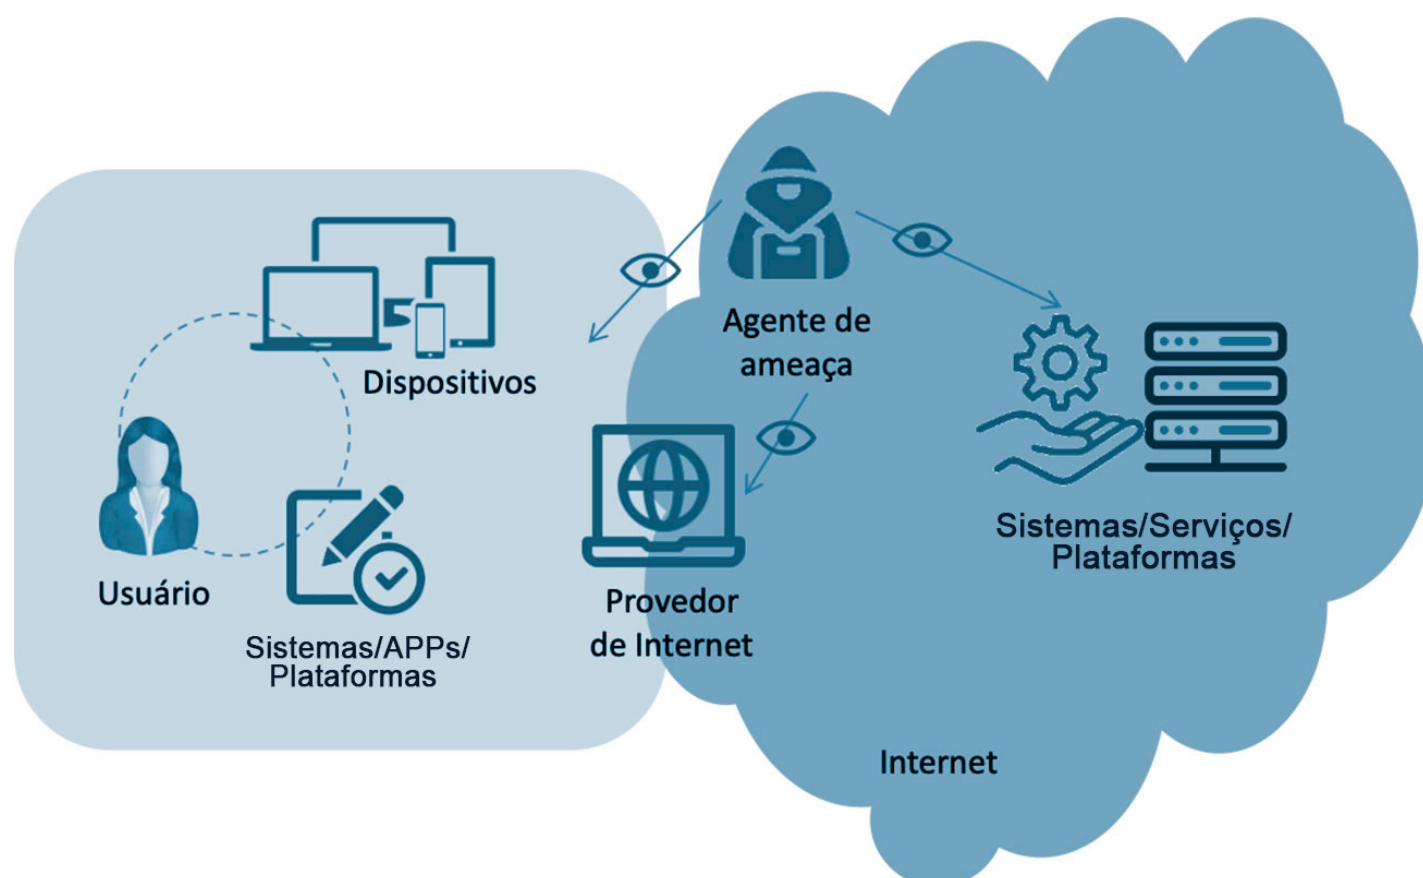 Agente de
ameaça
Dispositivos
Usuário
Sistemas/APPs/
Plataformas
Provedor
de Internet
Sistemas/Serviços/
Plataformas
Internet